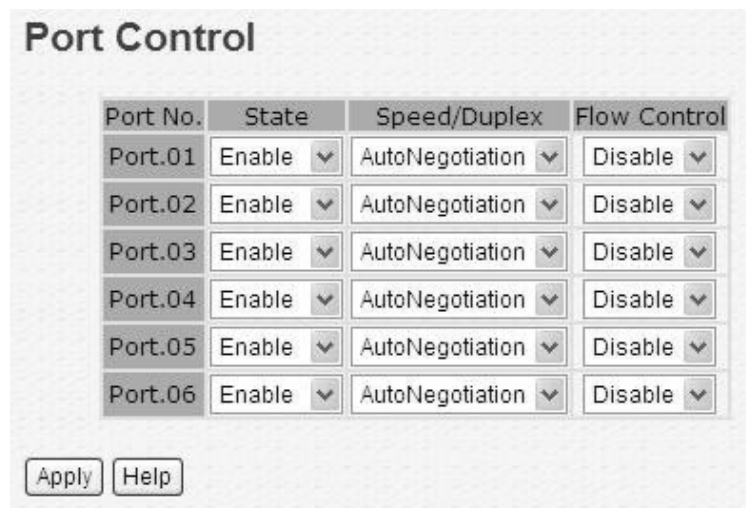 Port Control
Port No. State Speed/Duplex Flow Control
Port.01 Enable AutoNegotiation Disable
Port.02 Enable AutoNegotiation Disable
Port.03 Enable AutoNegotiation Disable
Port.04 Enable AutoNegotiation Disable
Port.05 Enable AutoNegotiation Disable
Port.06 Enable AutoNegotiation Disable
Apply Help